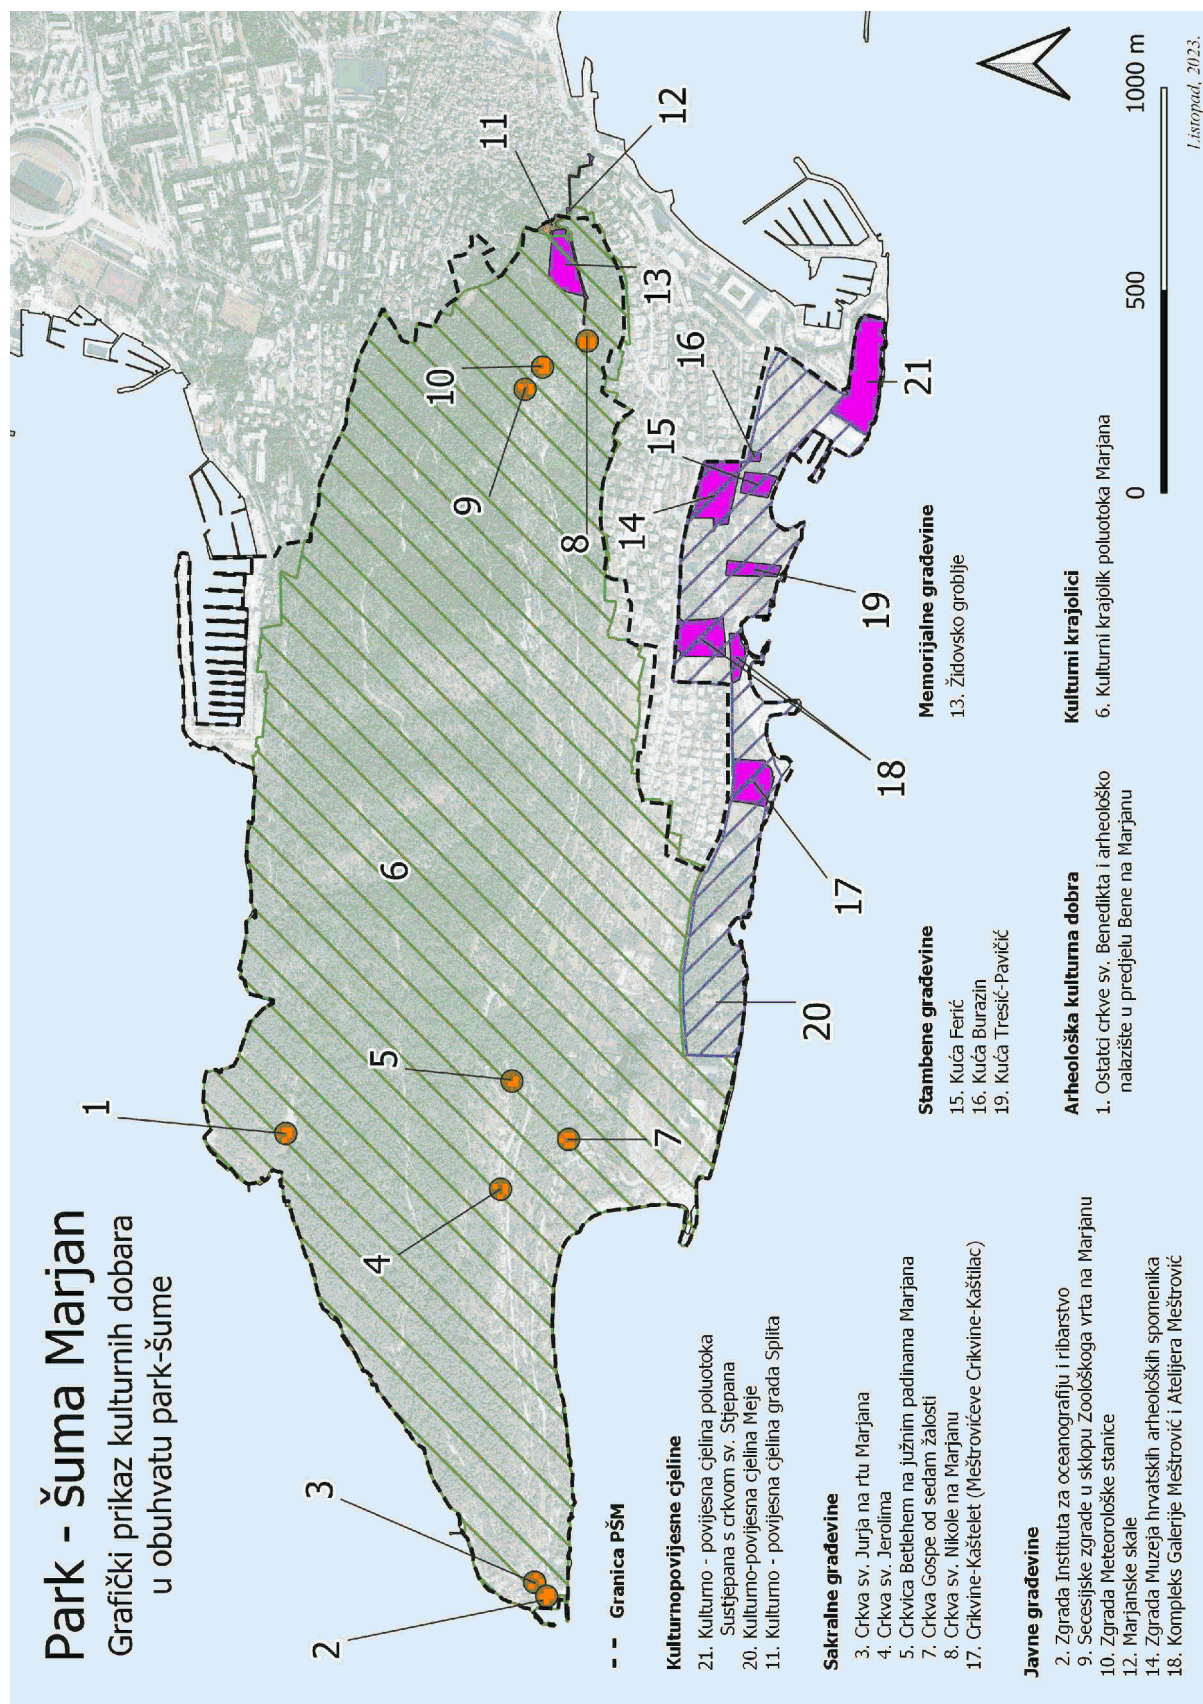 Park - šuma Marjan
Grafički prikaz kulturnih dobara
u obuhvatu park-šume
1
2
3
4
5
6
7
8
9
10
11
12
13
14
15
16
17
18
19
20
21
Granica PŠM
Kulturnopovijesne cjeline
21. Kulturno - povijesna cjelina poluotoka
Sustjepana s crkvom sv. Stjepana
20. Kulturno-povijesna cjelina Meje
11. Kulturno - povijesna cjelina grada Splita
Sakralne građevine
3. Crkva sv. Jurja na rtu Marjana
4. Crkva sv. Jerolima
5. Crkvica Betlehem na južnim padinama Marjana
7. Crkva Gospe od sedam žalosti
8. Crkva sv. Nikole na Marjanu
17. Crikvine-Kaštelet (Meštrovićeve Crikvine-Kaštilac)
Javne građevine
2. Zgrada Instituta za oceanografiju i ribarstvo
9. Secesijske zgrade u sklopu Zoološkoga vrta na Marjanu
10. Zgrada Meteorološke stanice
12. Marjanske skale
14. Zgrada Muzeja hrvatskih arheoloških spomenika
18. Kompleks Galerije Meštrović i Atelijera Meštrović
Stambene građevine
15. Kuća Ferić
16. Kuća Burazin
19. Kuća Tresić-Pavičić
Arheološka kulturna dobra
1. Ostatci crkve sv. Benedikta i arheološko
nalazište u predjelu Bene na Marjanu
Memorijalne građevine
13. Židovsko groblje
Kulturni krajolici
6. Kulturni krajolik poluotoka Marjana
0 500 1000 m
Listopad, 2023.